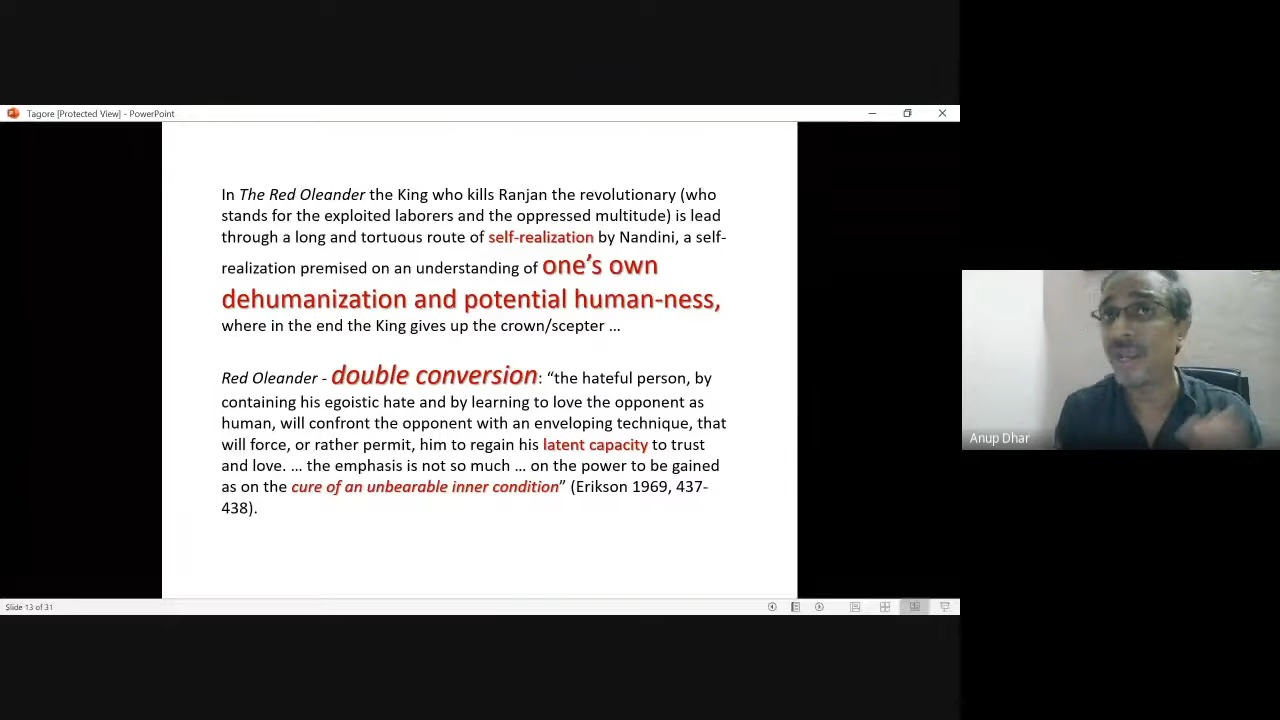 Tagore [Protected View] - PowerPoint
In The Red Oleander the King who kills Ranjan the revolutionary (who
stands for the exploited laborers and the oppressed multitude) is lead
through a long and tortuous route of self-realization by Nandini, a self-
realization premised on an understanding of one's own
dehumanization and potential human-ness,
where in the end the King gives up the crown/scepter ...
Red Oleander - double conversion: “the hateful person, by
containing his egoistic hate and by learning to love the opponent as
human, will confront the opponent with an enveloping technique, that
will force, or rather permit, him to regain his latent capacity to trust
and love. ... the emphasis is not so much ... on the power to be gained
as on the cure of an unbearable inner condition” (Erikson 1969, 437-
438).
Anup Dhar
Slide 13 of 31